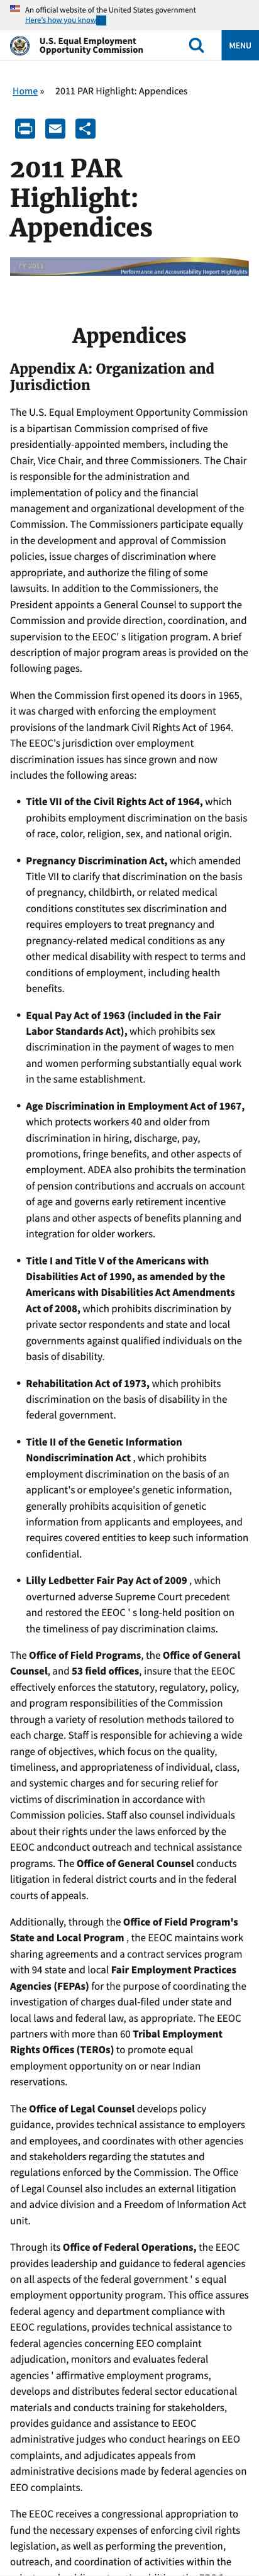 An official website of the United States government
Here's how you know
U.S. Equal Employment
Opportunity Commission
MENU
Home » 2011 PAR Highlight: Appendices
2011 PAR
Highlight:
Appendices
FY 2011
Performance and Accountability Report Highlights
Appendices
Appendix A: Organization and
Jurisdiction
The U.S. Equal Employment Opportunity Commission
is a bipartisan Commission comprised of five
presidentially-appointed members, including the
Chair, Vice Chair, and three Commissioners. The Chair
is responsible for the administration and
implementation of policy and the financial
management and organizational development of the
Commission. The Commissioners participate equally
in the development and approval of Commission
policies, issue charges of discrimination where
appropriate, and authorize the filing of some
lawsuits. In addition to the Commissioners, the
President appoints a General Counsel to support the
Commission and provide direction, coordination, and
supervision to the EEOC' s litigation program. A brief
description of major program areas is provided on the
following pages.
When the Commission first opened its doors in 1965,
it was charged with enforcing the employment
provisions of the landmark Civil Rights Act of 1964.
The EEOC's jurisdiction over employment
discrimination issues has since grown and now
includes the following areas:
• Title VII of the Civil Rights Act of 1964, which
prohibits employment discrimination on the basis
of race, color, religion, sex, and national origin.
• Pregnancy Discrimination Act, which amended
Title VII to clarify that discrimination on the basis
of pregnancy, childbirth, or related medical
conditions constitutes sex discrimination and
requires employers to treat pregnancy and
pregnancy-related medical conditions as any
other medical disability with respect to terms and
conditions of employment, including health
benefits.
• Equal Pay Act of 1963 (included in the Fair
Labor Standards Act), which prohibits sex
discrimination in the payment of wages to men
and women performing substantially equal work
in the same establishment.
• Age Discrimination in Employment Act of 1967,
which protects workers 40 and older from
discrimination in hiring, discharge, pay,
promotions, fringe benefits, and other aspects of
employment. ADEA also prohibits the termination
of pension contributions and accruals on account
of age and governs early retirement incentive
plans and other aspects of benefits planning and
integration for older workers.
• Title I and Title V of the Americans with
Disabilities Act of 1990, as amended by the
Americans with Disabilities Act Amendments
Act of 2008, which prohibits discrimination by
private sector respondents and state and local
governments against qualified individuals on the
basis of disability.
• Rehabilitation Act of 1973, which prohibits
discrimination on the basis of disability in the
federal government.
• Title II of the Genetic Information
Nondiscrimination Act , which prohibits
employment discrimination on the basis of an
applicant's or employee's genetic information,
generally prohibits acquisition of genetic
information from applicants and employees, and
requires covered entities to keep such information
confidential.
• Lilly Ledbetter Fair Pay Act of 2009 , which
overturned adverse Supreme Court precedent
and restored the EEOC ' s long-held position on
the timeliness of pay discrimination claims.
The Office of Field Programs, the Office of General
Counsel, and 53 field offices, insure that the EEOC
effectively enforces the statutory, regulatory, policy,
and program responsibilities of the Commission
through a variety of resolution methods tailored to
each charge. Staff is responsible for achieving a wide
range of objectives, which focus on the quality,
timeliness, and appropriateness of individual, class,
and systemic charges and for securing relief for
victims of discrimination in accordance with
Commission policies. Staff also counsel individuals
about their rights under the laws enforced by the
EEOC andconduct outreach and technical assistance
programs. The Office of General Counsel conducts
litigation in federal district courts and in the federal
courts of appeals.
Additionally, through the Office of Field Program's
State and Local Program , the EEOC maintains work
sharing agreements and a contract services program
with 94 state and local Fair Employment Practices
Agencies (FEPAs) for the purpose of coordinating the
investigation of charges dual-filed under state and
local laws and federal law, as appropriate. The EEOC
partners with more than 60 Tribal Employment
Rights Offices (TEROs) to promote equal
employment opportunity on or near Indian
reservations.
The Office of Legal Counsel develops policy
guidance, provides technical assistance to employers
and employees, and coordinates with other agencies
and stakeholders regarding the statutes and
regulations enforced by the Commission. The Office
of Legal Counsel also includes an external litigation
and advice division and a Freedom of Information Act
unit.
Through its Office of Federal Operations, the EEOC
provides leadership and guidance to federal agencies
on all aspects of the federal government ' s equal
employment opportunity program. This office assures
federal agency and department compliance with
EEOC regulations, provides technical assistance to
federal agencies concerning EEO complaint
adjudication, monitors and evaluates federal
agencies ' affirmative employment programs,
develops and distributes federal sector educational
materials and conducts training for stakeholders,
provides guidance and assistance to EEOC
administrative judges who conduct hearings on EEO
complaints, and adjudicates appeals from
administrative decisions made by federal agencies on
EEO complaints.
The EEOC receives a congressional appropriation to
fund the necessary expenses of enforcing civil rights
legislation, as well as performing the prevention,
outreach, and coordination of activities within the